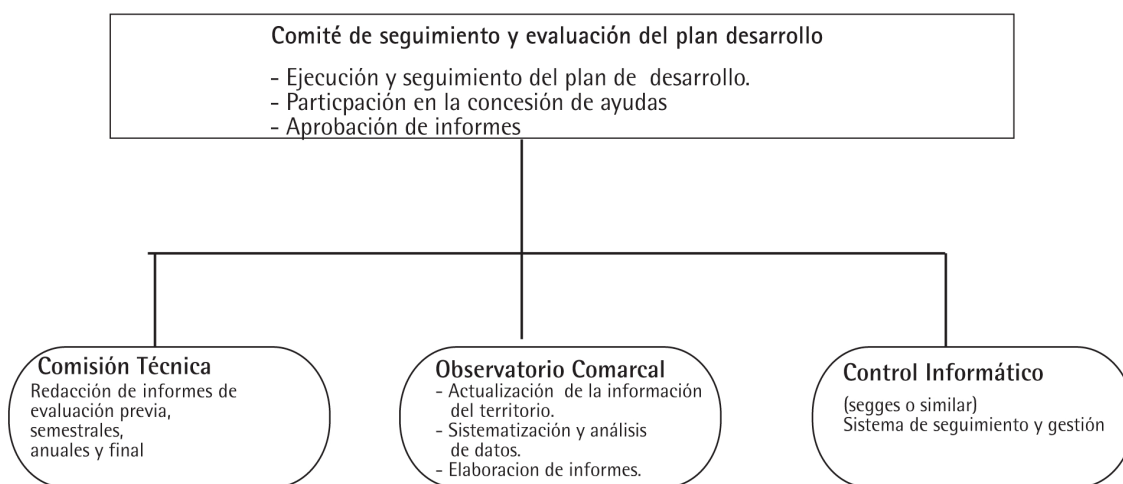 Comité de seguimiento y evaluación del plan desarrollo
- Ejecución y seguimiento del plan de desarrollo.
- Particpación en la concesión de ayudas
- Aprobación de informes
Comisión Técnica
Redacción de informes de
evaluación previa,
semestrales,
anuales y final
Observatorio Comarcal
- Actualización de la información
del territorio.
- Sistematización y análisis
de datos.
- Elaboracion de informes.
Control Informático
(segges o similar)
Sistema de seguimiento y gestión